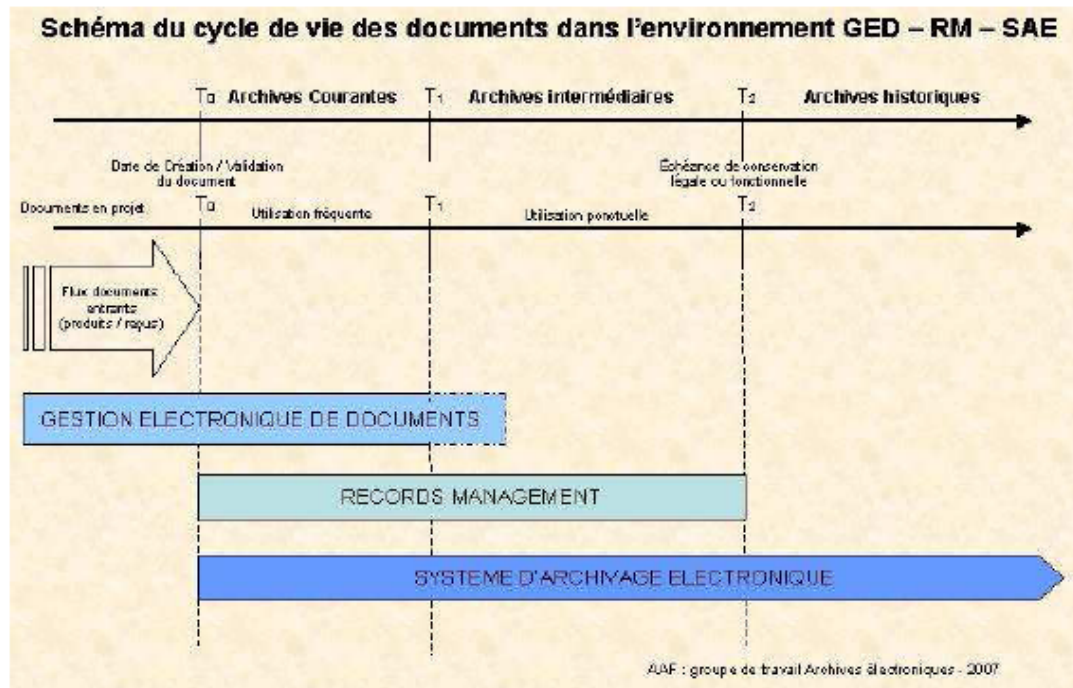 Schéma du cycle de vie des documents dans l'environnement GED – RM – SAE
T0 Archives Courantes T1 Archives intermédiaires T2 Archives historiques
Date de Création / Validation
du document
Échéance de conservation
légale ou fonctionnelle
Documents en projet T0 Utilisation fréquente T1 Utilisation ponctuelle T2
Flux documents
entrants
(produits / reçus)
GESTION ELECTRONIQUE DE DOCUMENTS
RECORDS MANAGEMENT
SYSTEME D'ARCHIVAGE ELECTRONIQUE
AAF : groupe de travail Archives électroniques - 2007